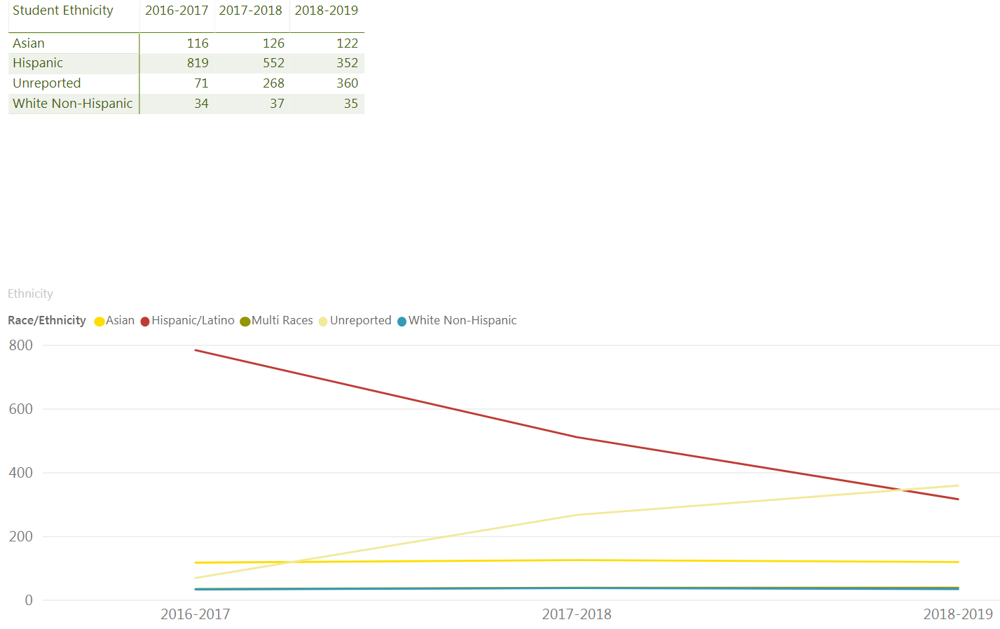 Student Ethnicity 2016-2017 2017-2018 2018-2019
Asian 116 126 122
Hispanic 819 552 352
Unreported 71 268 360
White Non-Hispanic 34 37 35
Ethnicity
Race/Ethnicity Asian Hispanic/Latino Multi Races Unreported White Non-Hispanic
800
600
400
200
0
2016-2017 2017-2018 2018-2019